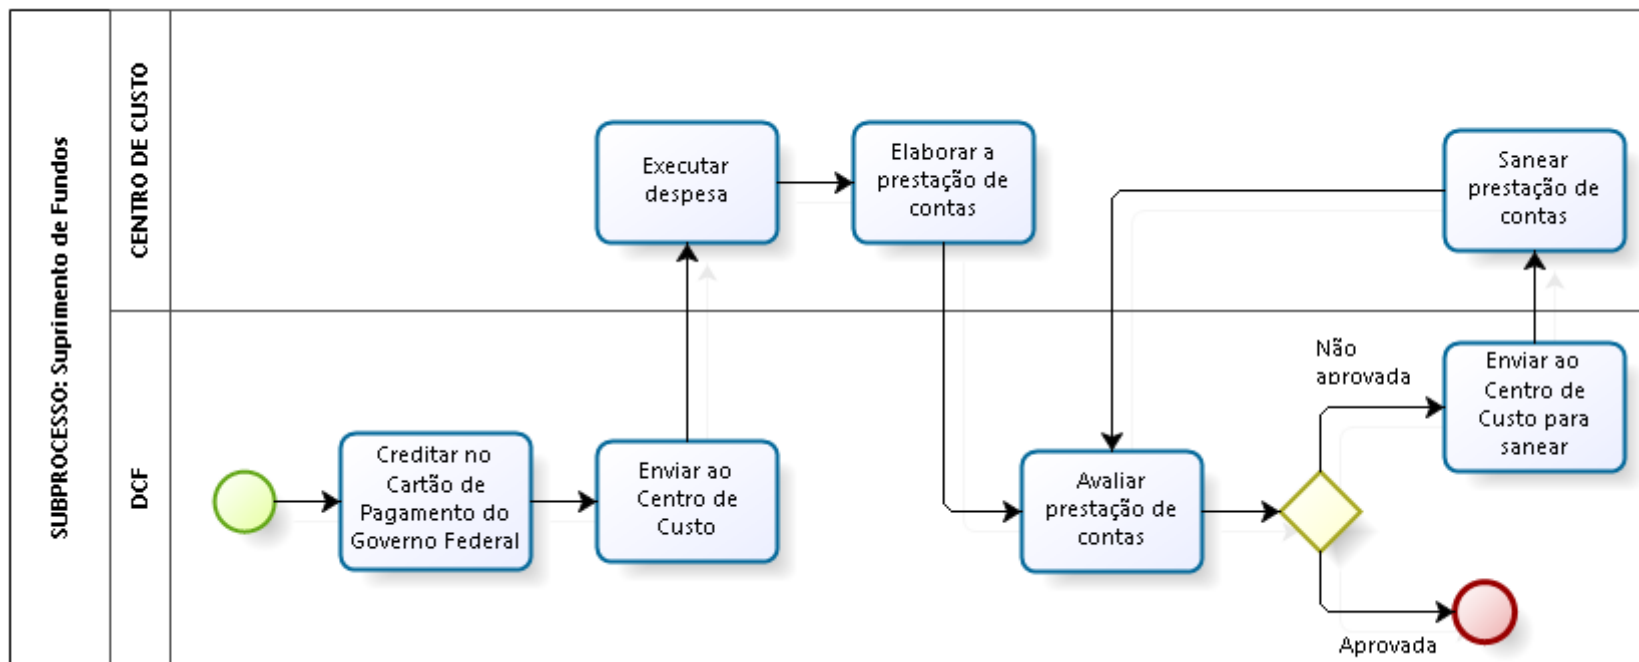 SUBPROCESSO: Suprimento de Fundos
CENTRO DE CUSTO
Executar
despesa
Elaborar a
prestação de
contas
Sanear
prestação de
contas
DCF
Creditar no
Cartão de
Pagamento do
Governo Federal
Enviar ao
Centro de
Custo
Avaliar
prestação de
contas
Não
aprovada
Enviar ao
Centro de
Custo para
sanear
Aprovada